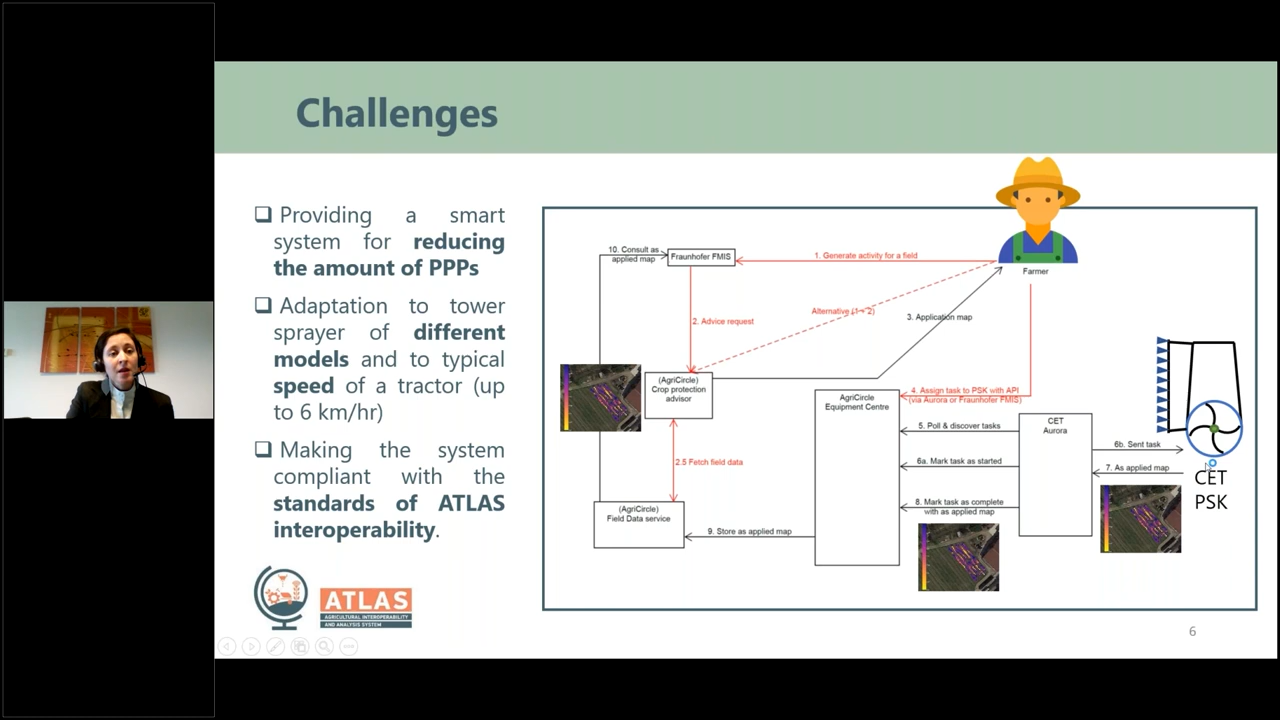 Challenges
❑ Providing a smart
system for reducing
the amount of PPPs
❑ Adaptation to tower
sprayer of different
models and to typical
speed of a tractor (up
to 6 km/hr)
❑ Making the system
compliant with the
standards of ATLAS
interoperability.
ATLAS
AGRICULTURAL INTEROPERABILITY
AND ANALYSIS SYSTEM
10. Consult as
applied map
Fraunhofer FMIS
1. Generate activity for a field
Farmer
2. Advice request
Alternative (1 + 2)
3. Application map
(AgriCircle)
Crop protection
advisor
4. Assign task to PSK with API
(via Aurora or Fraunhofer FMIS)
AgriCircle
Equipment Centre
5. Poll & discover tasks
CET
Aurora
6b. Sent task
6a. Mark task as started
2.5 Fetch field data
7. As applied map
CET
PSK
8. Mark task as complete
with as applied map
(AgriCircle)
Field Data service
9. Store as applied map
6